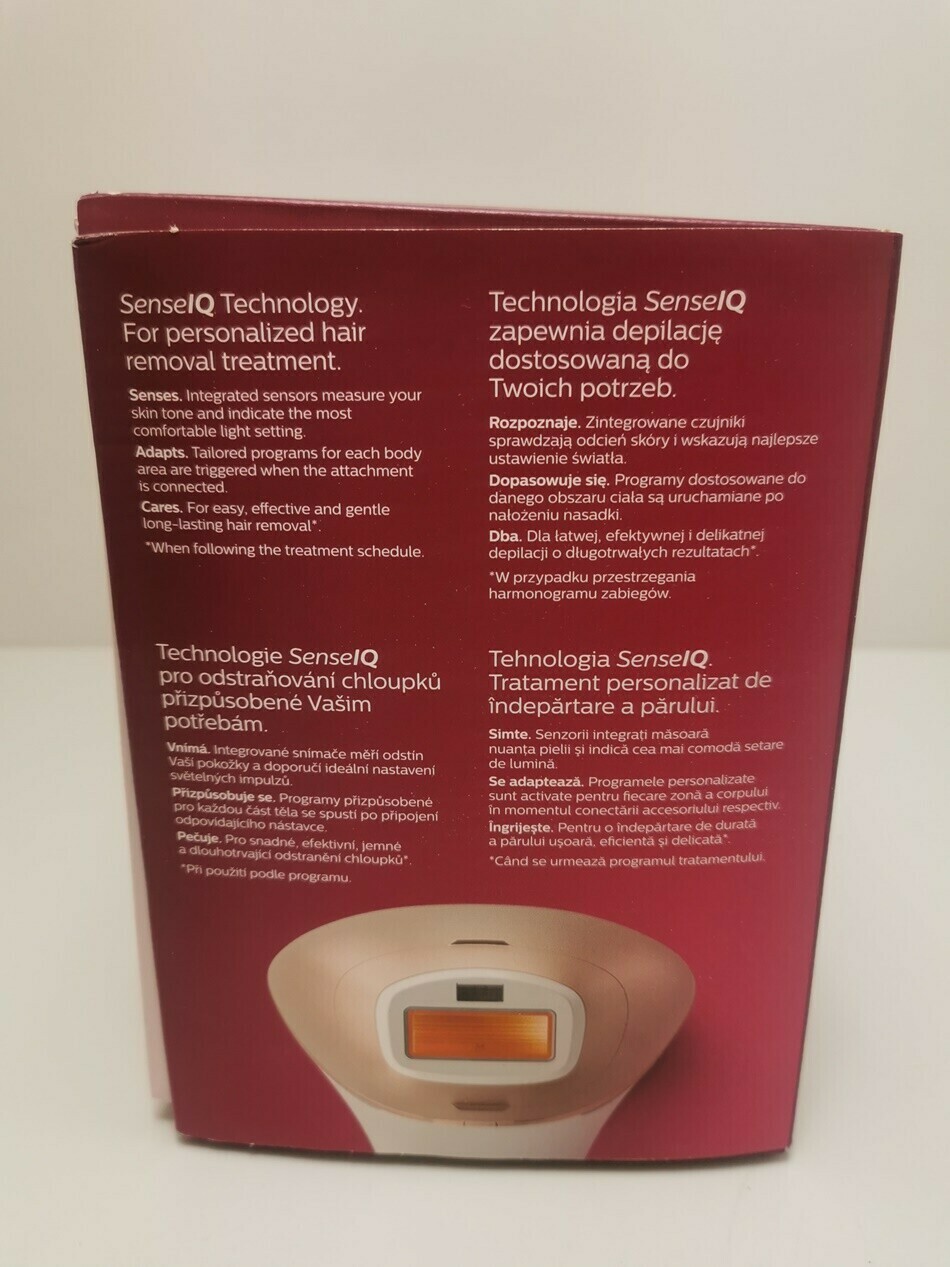 SenseIQ Technology.
For personalized hair
removal treatment.
Senses. Integrated sensors measure your
skin tone and indicate the most
comfortable light setting.
Adapts. Tailored programs for each body
area are triggered when the attachment
is connected.
Cares. For easy, effective and gentle
long-lasting hair removal*.
*When following the treatment schedule.
Technologia SenseIQ
zapewnia depilację
dostosowaną do
Twoich potrzeb.
Rozpoznaje. Zintegrowane czujniki
sprawdzają odcień skóry i wskazują najlepsze
ustawienie światła.
Dopasowuje się. Programy dostosowane do
danego obszaru ciała są uruchamiane po
nałożeniu nasadki.
Dba. Dla łatwej, efektywnej i delikatnej
depilacji o długotrwałych rezultatach*.
*W przypadku przestrzegania
harmonogramu zabiegów.
Technologie SenseIQ
pro odstraňování chloupků
přizpůsobené Vašim
potřebám.
Vnímá. Integrované snímače měří odstín
Vaší pokožky a doporučí ideální nastavení
světelných impulzů.
Přizpůsobuje se. Programy přizpůsobené
pro každou část těla se spustí po připojení
odpovídajícího nástavce.
Pečuje. Pro snadné, efektivní, jemné
a dlouhotrvající odstranění chloupků*.
*Při použití podle programu.
Tehnologia SenseIQ.
Tratament personalizat de
îndepărtare a părului.
Simte. Senzorii integrați măsoară
nuanța pielii și indică cea mai comodă setare
de lumină.
Se adaptează. Programele personalizate
sunt activate pentru fiecare zonă a corpului
în momentul conectării accesoriului respectiv.
Îngrijește. Pentru o îndepărtare de durată
a părului ușoară, eficientă și delicată*.
*Când se urmează programul tratamentului.